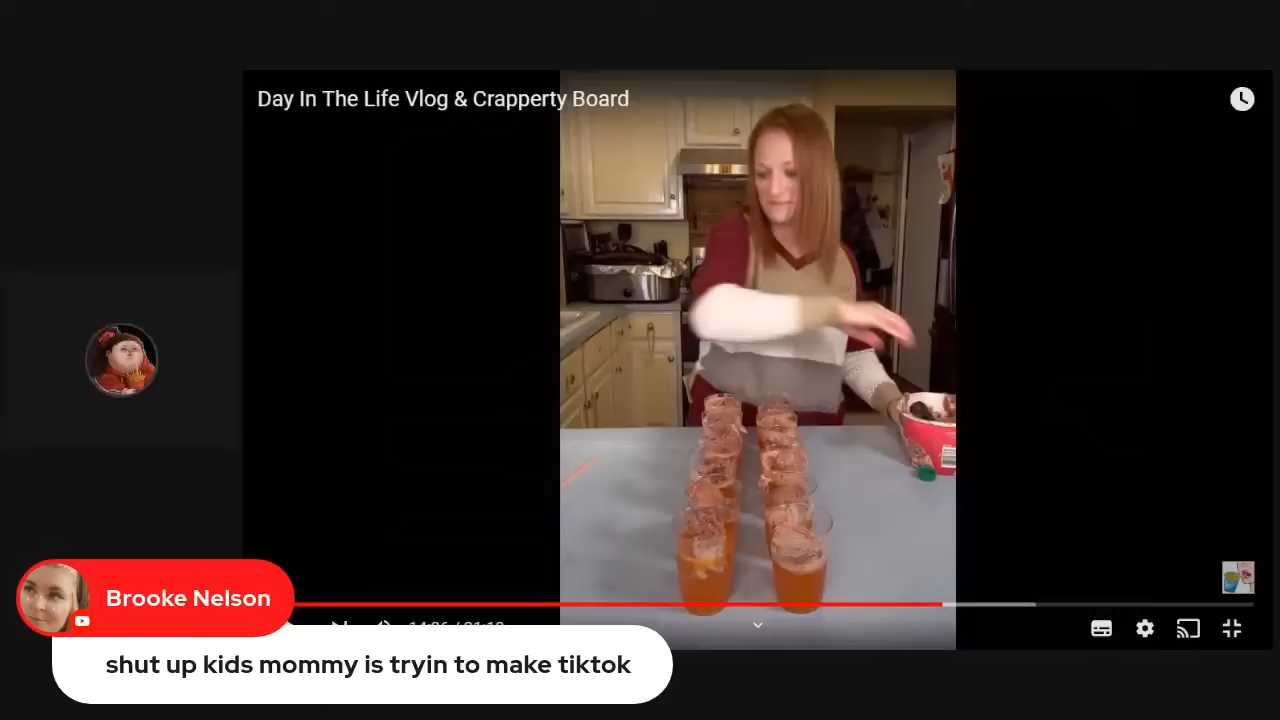 Day In The Life Vlog & Crapperty Board
Brooke Nelson
shut up kids mommy is tryin to make tiktok